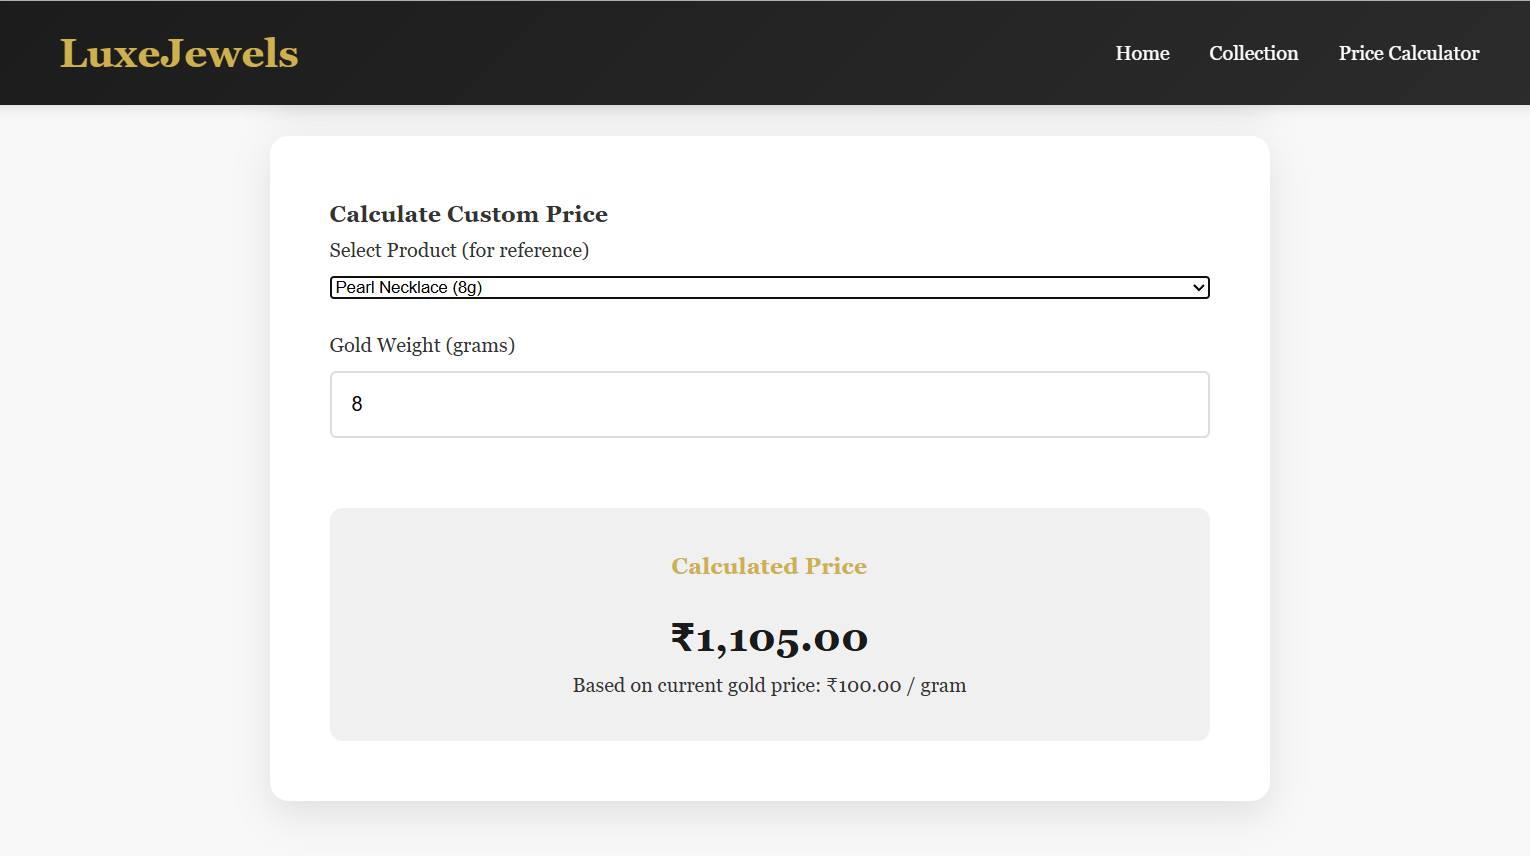 LuxeJewels
Home Collection Price Calculator
Calculate Custom Price
Select Product (for reference)
Pearl Necklace (8g)
Gold Weight (grams)
8
Calculated Price
₹1,105.00
Based on current gold price: ₹100.00 / gram